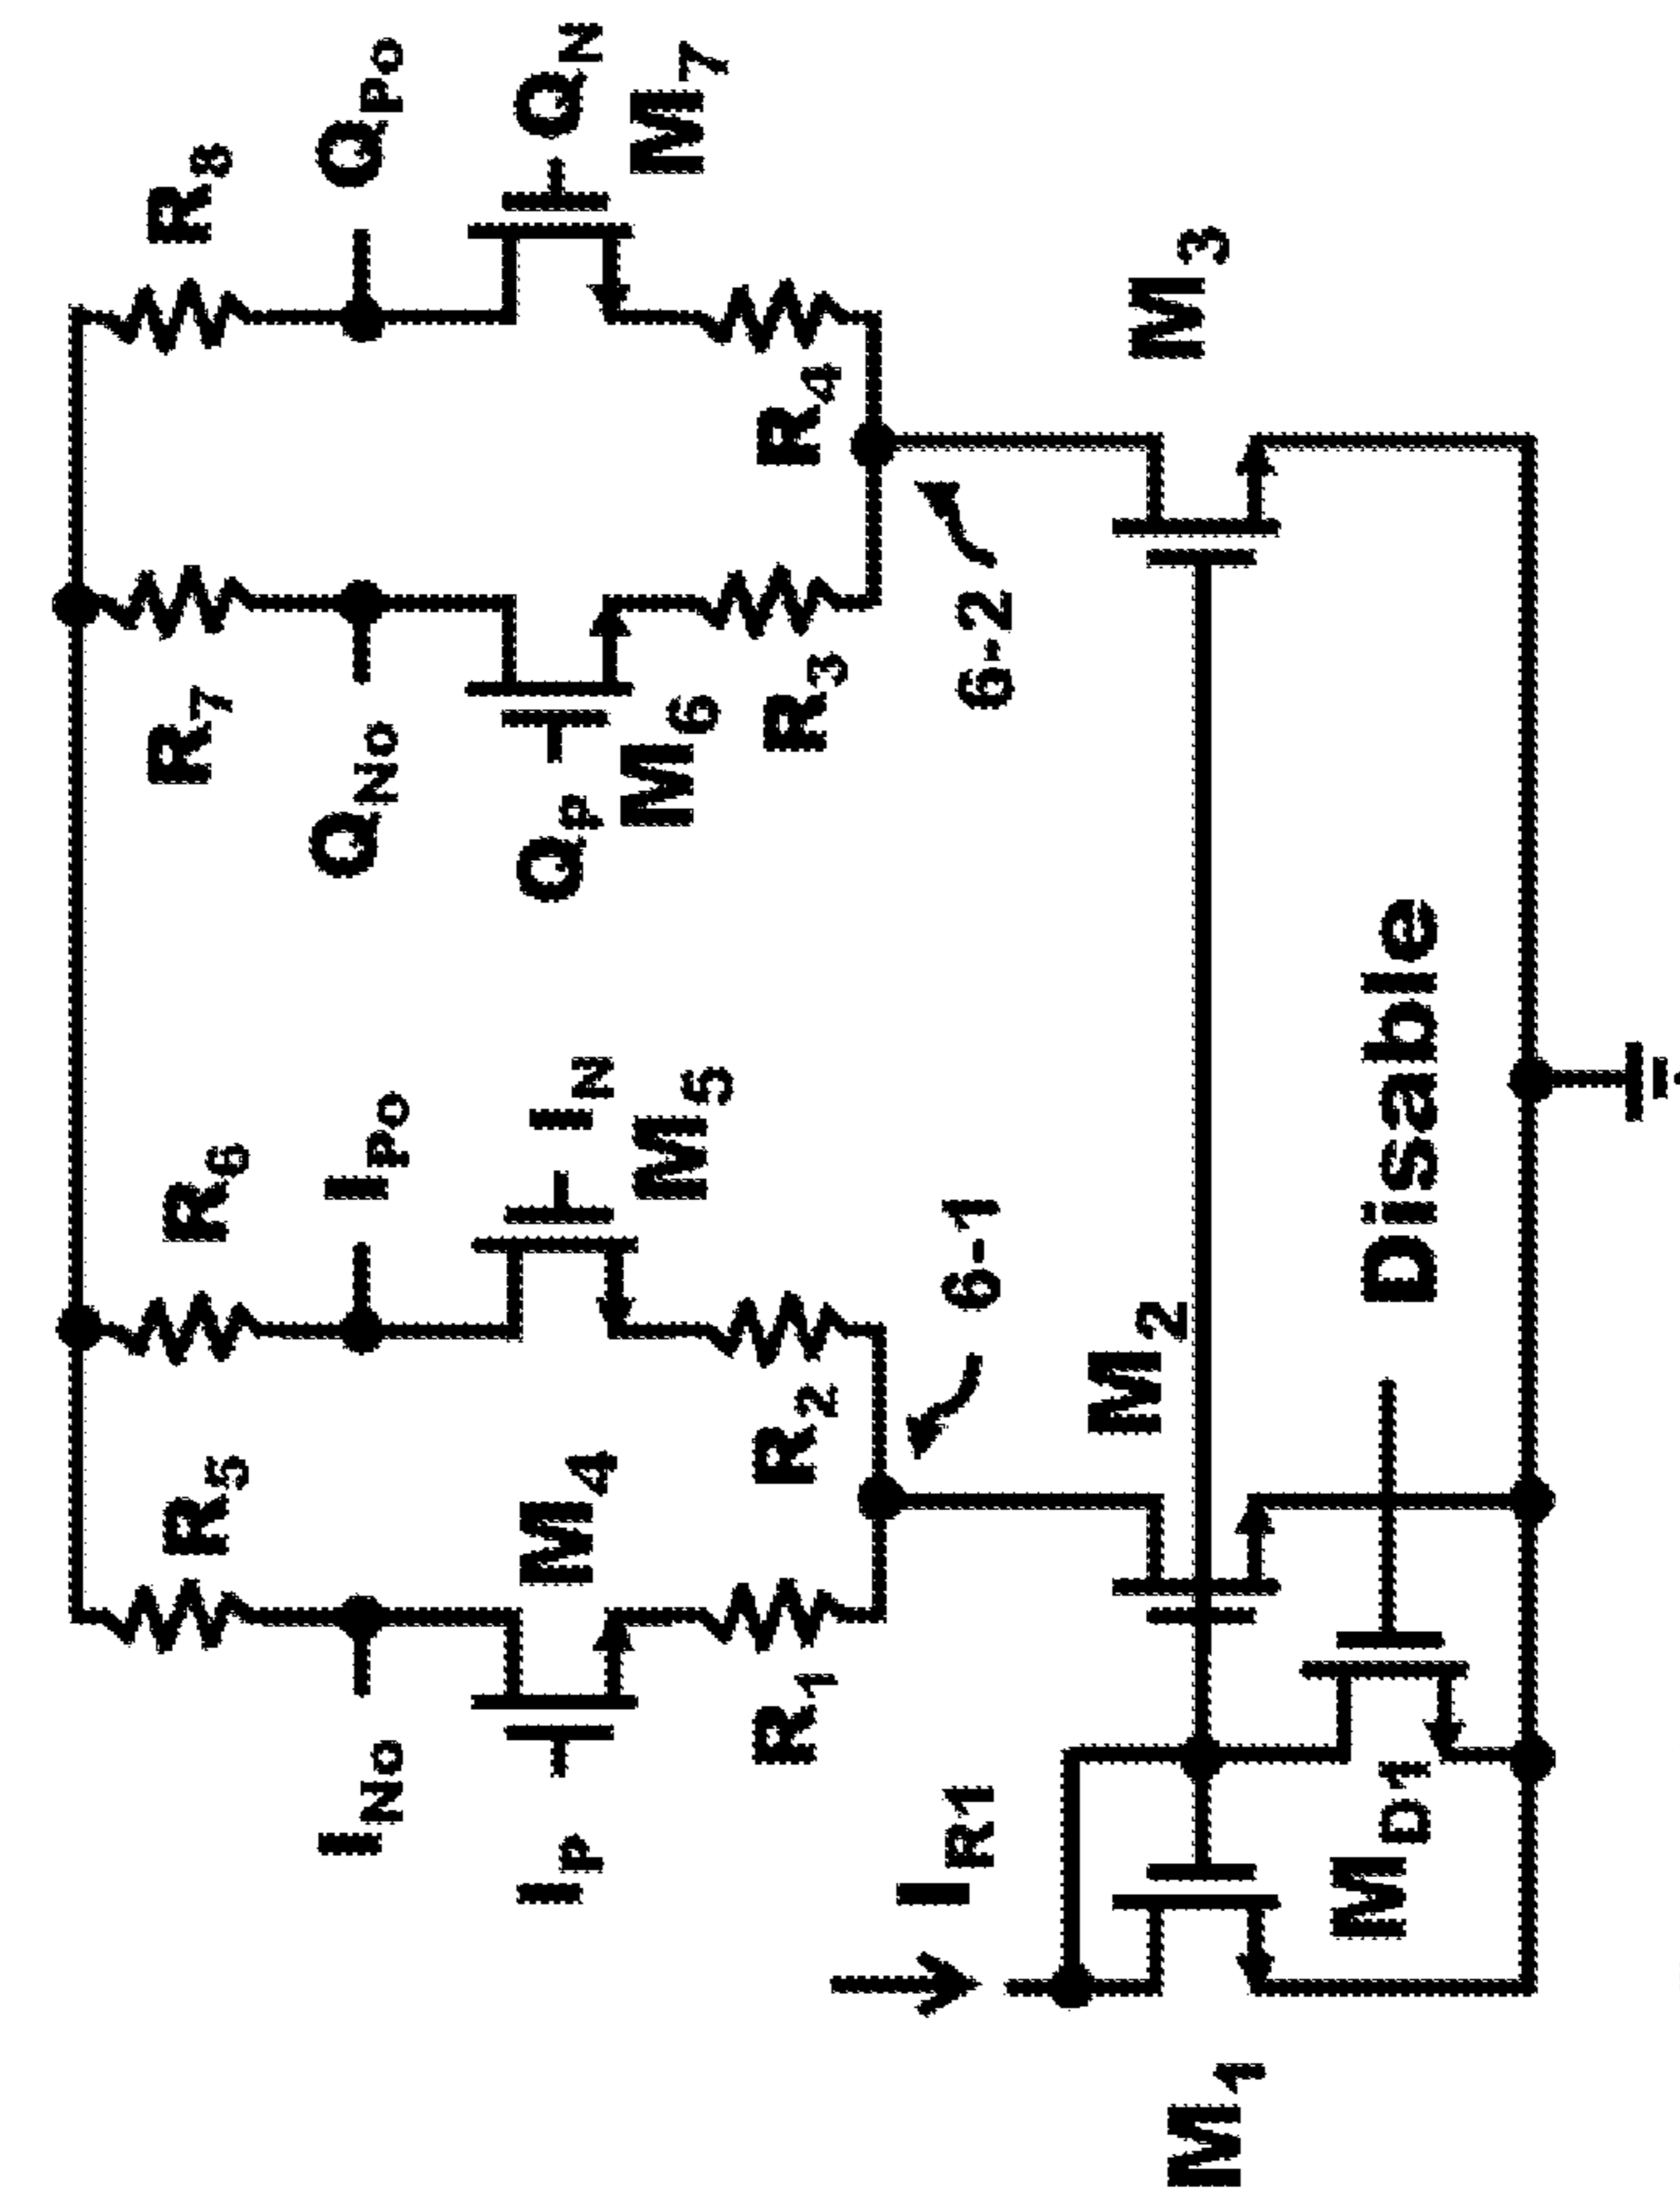 R5
R6
R7
R8
INo
IPo
QNo
QPo
IP
M4
IN
M5
QP
M6
QN
M7
R1
R2
R3
R4
IR1
6-1
6-2
M1
M2
M3
MD1
Disable